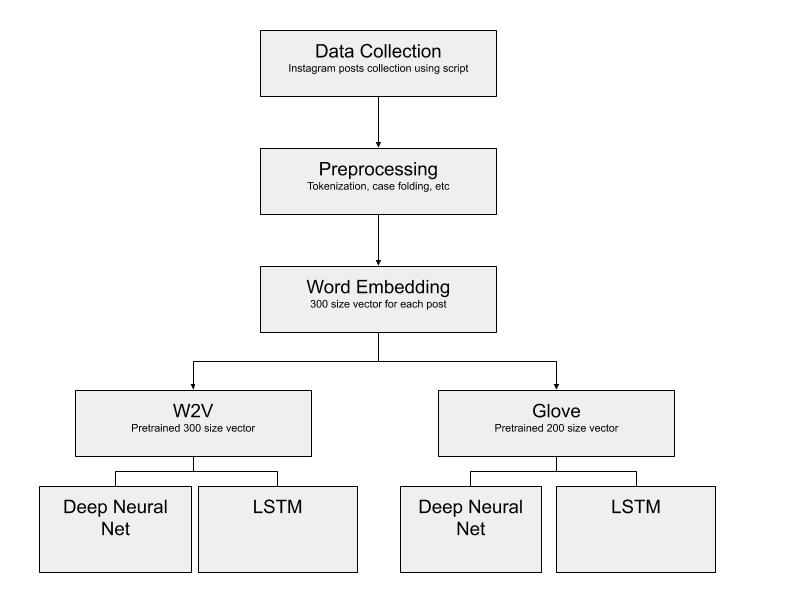 Data Collection
Instagram posts collection using script
Preprocessing
Tokenization, case folding, etc
Word Embedding
300 size vector for each post
W2V
Pretrained 300 size vector
Glove
Pretrained 200 size vector
Deep Neural
Net
LSTM
Deep Neural
Net
LSTM